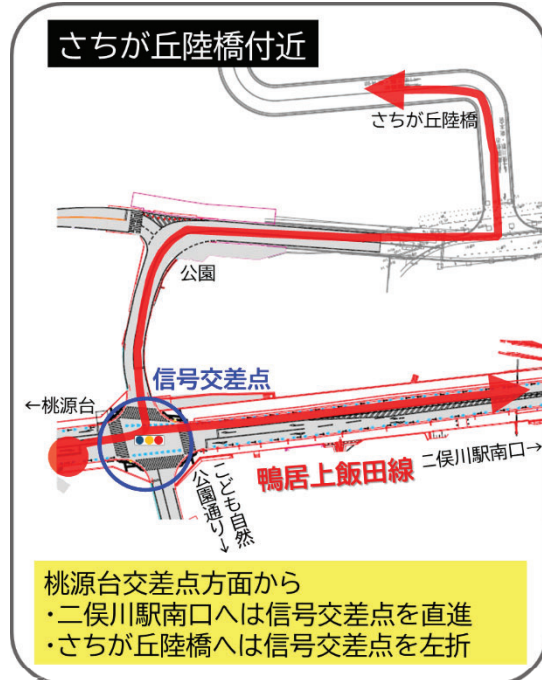 さちが丘陸橋付近
さちが丘陸橋
公園
信号交差点
←桃源台
鴨居上飯田線
二俣川駅南口→
こども自然
公園通り→
桃源台交差点方面から
・二俣川駅南口へは信号交差点を直進
・さちが丘陸橋へは信号交差点を左折